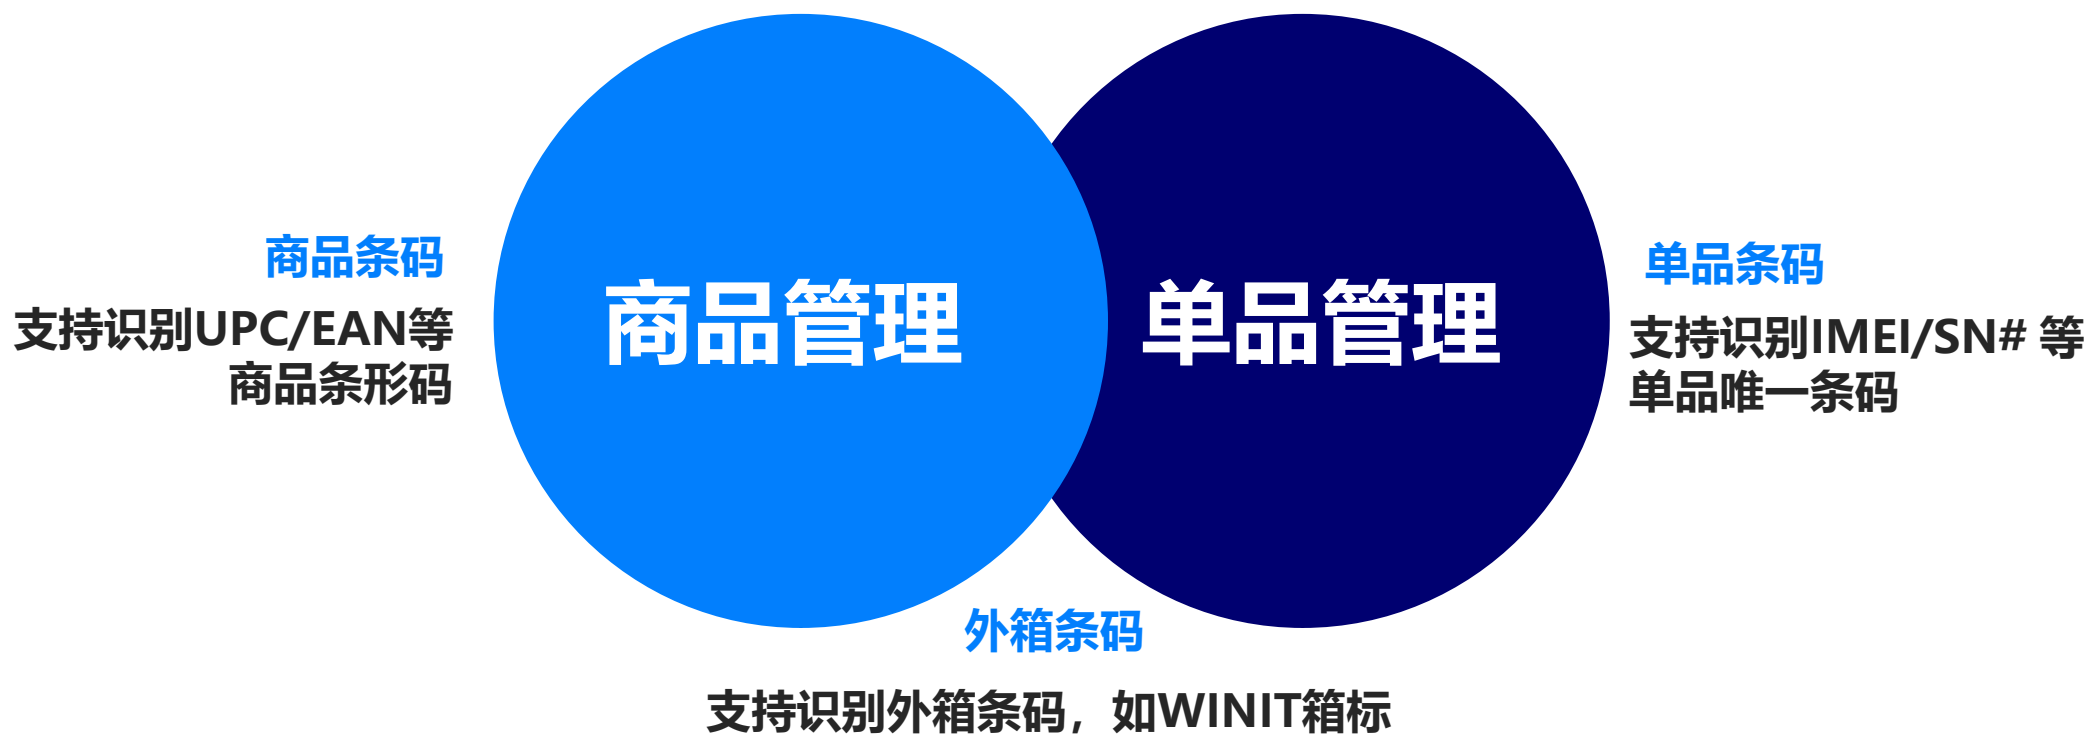 商品条码
支持识别UPC/EAN等
商品条形码
商品管理
单品管理
单品条码
支持识别IMEI/SN# 等
单品唯一条码
外箱条码
支持识别外箱条码，如WINIT箱标